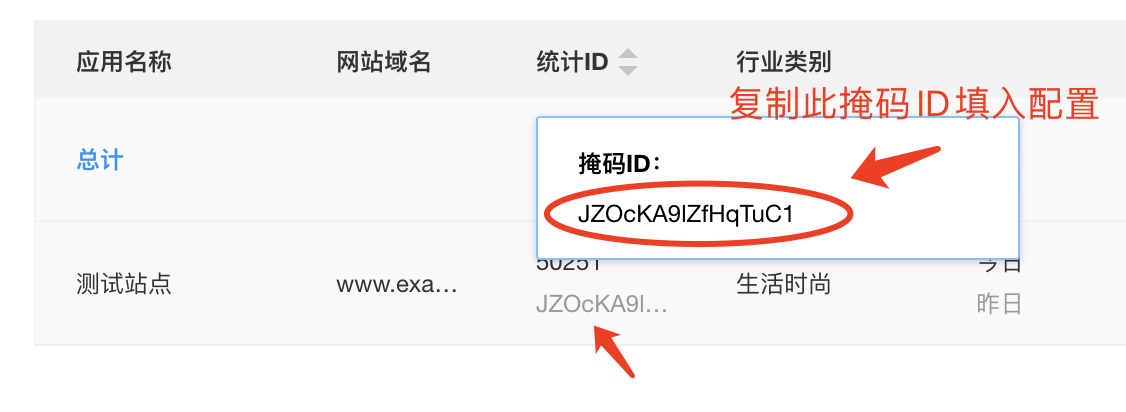 应用名称 网站域名 统计ID 行业类别
复制此掩码ID填入配置
总计
掩码ID：
JZOcKA9lZfHqTuC1
50251 今日
测试站点 www.exa... 生活时尚
JZOcKA9l... 昨日